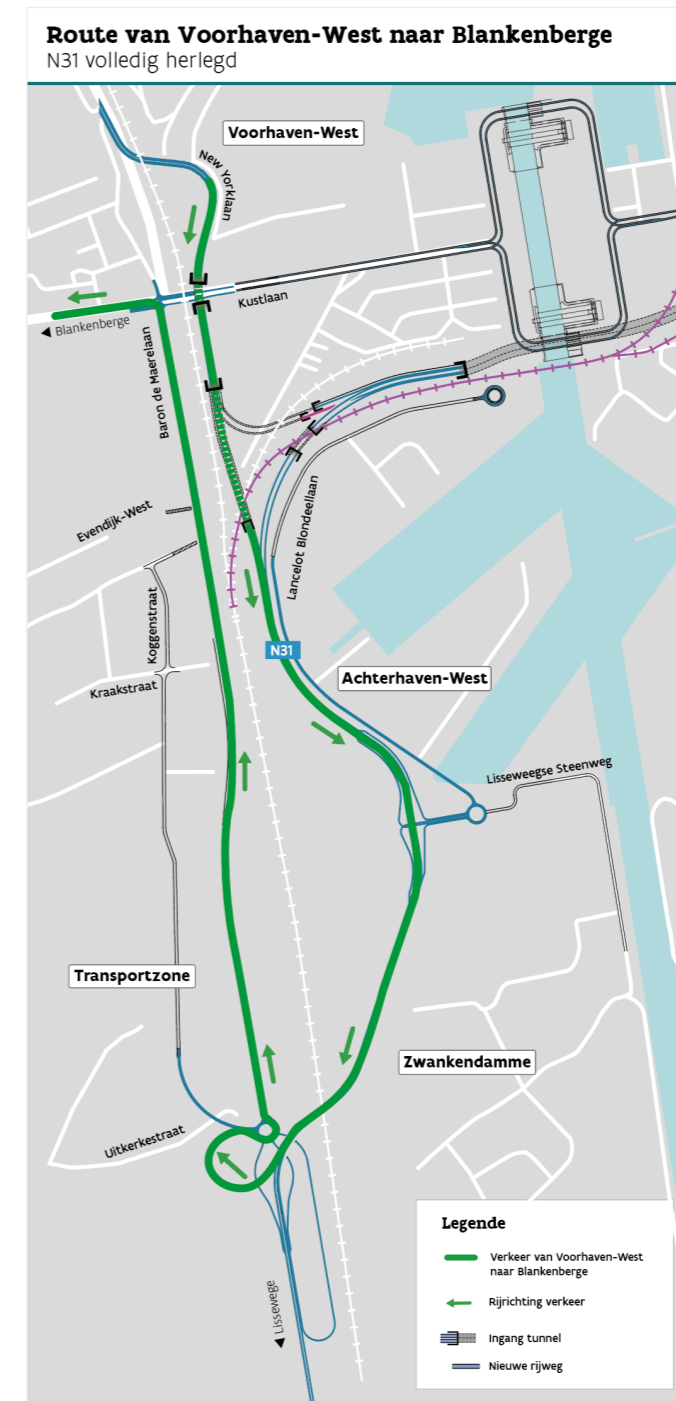 Route van Voorhaven-West naar Blankenberge
N31 volledig herlegd
Voorhaven-West
New Yorklaan
Kustlaan
Blankenberge
Baron de Maerelaan
Evendijk-West
Lancelot Blondeellaan
Koggenstraat
N31
Kraakstraat
Achterhaven-West
Lisseweegse Steenweg
Transportzone
Zwankendamme
Uitkerkestraat
Lissewege
Legende
Verkeer van Voorhaven-West
naar Blankenberge
Rijrichting verkeer
Ingang tunnel
Nieuwe rijweg